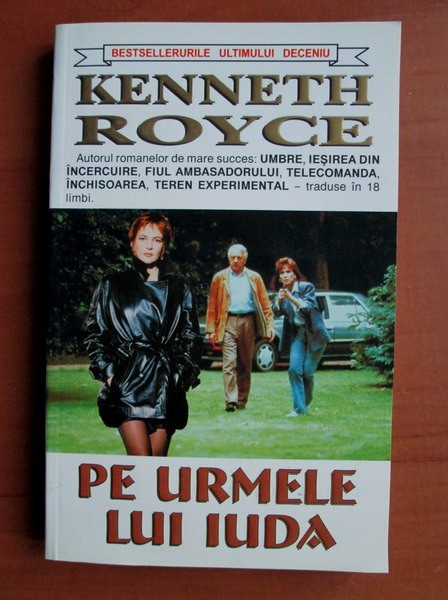 BESTSELLERURILE ULTIMULUI DECENIU
KENNETH
ROYCE
Autorul romanelor de mare succes: UMBRE, IEȘIREA DIN
ÎNCERCUIRE, FIUL AMBASADORULUI, TELECOMANDA,
ÎNCHISOAREA, TEREN EXPERIMENTAL – traduse în 18
limbi.
PE URMELE
LUI IUDA